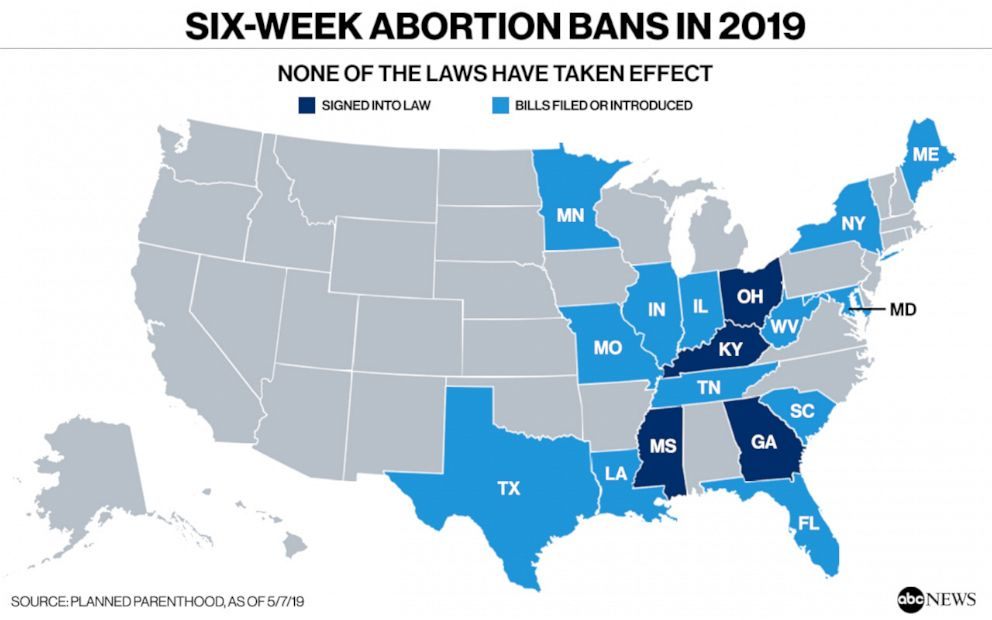 SIX-WEEK ABORTION BANS IN 2019
NONE OF THE LAWS HAVE TAKEN EFFECT
SIGNED INTO LAW
BILLS FILED OR INTRODUCED
ME
MN
NY
OH
IN
IL
MD
WV
MO
KY
TN
SC
MS
GA
LA
TX
FL
SOURCE: PLANNED PARENTHOOD, AS OF 5/7/19
abc NEWS